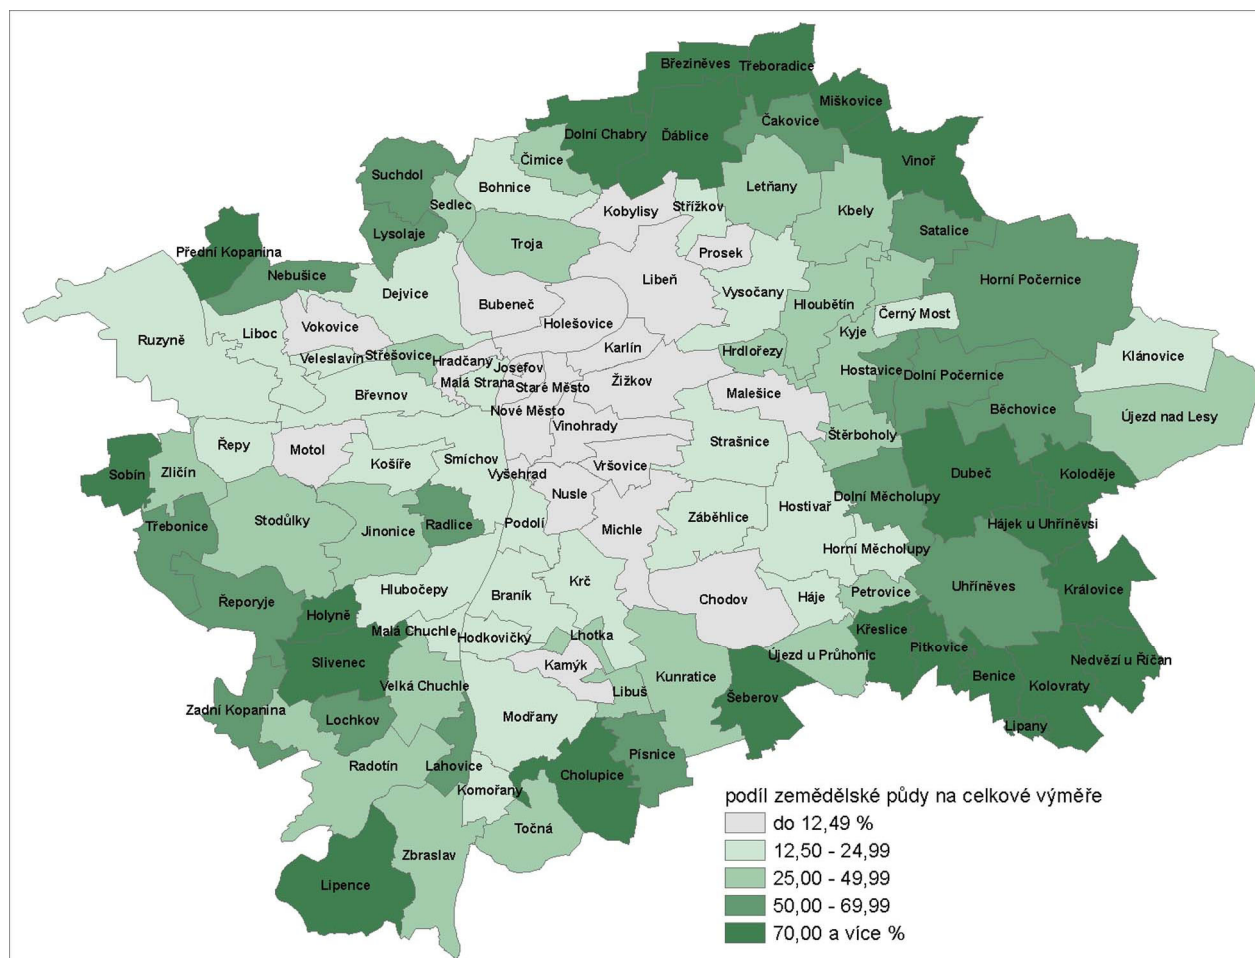 Březiněves
Třeboradice
Miškovice
Dolní Chabry
Ďáblice
Čakovice
Vinoř
Čimice
Suchdol
Bohnice
Letňany
Sedlec
Kobylisy
Střížkov
Kbely
Satalice
Lysolaje
Troja
Přední Kopanina
Prosek
Nebušice
Libeň
Horní Počernice
Dejvice
Vysočany
Bubeneč
Hloubětín
Černý Most
Holešovice
Ruzyně
Liboc
Vokovice
Kyje
Karlín
Hrdlořezy
Klánovice
Veleslavín
Střešovice
Hradčany
Josefov
Hostavice
Dolní Počernice
Malá Strana
Staré Město
Žižkov
Břevnov
Malešice
Běchovice
Nové Město
Újezd nad Lesy
Vinohrady
Štěrboholy
Řepy
Motol
Strašnice
Košíře
Smíchov
Vršovice
Sobín
Zličín
Vyšehrad
Dubeč
Koloděje
Nusle
Dolní Měcholupy
Hostivař
Třebonice
Stodůlky
Jinonice
Radlice
Podolí
Michle
Záběhlice
Hájek u Uhříněvsi
Horní Měcholupy
Krč
Uhříněves
Hlubočepy
Braník
Řeporyje
Chodov
Háje
Petrovice
Královice
Holyně
Malá Chuchle
Hodkovičky
Lhotka
Křeslice
Pitkovice
Slivenec
Kamýk
Újezd u Průhonic
Nedvězí u Říčan
Velká Chuchle
Kunratice
Benice
Kolovraty
Libuš
Šeberov
Zadní Kopanina
Lochkov
Modřany
Lipany
Písnice
Radotín
Lahovice
Cholupice
Komořany
Točná
Zbraslav
Lipence
podíl zemědělské půdy na celkové výměře
do 12,49 %
12,50 - 24,99
25,00 - 49,99
50,00 - 69,99
70,00 a více %